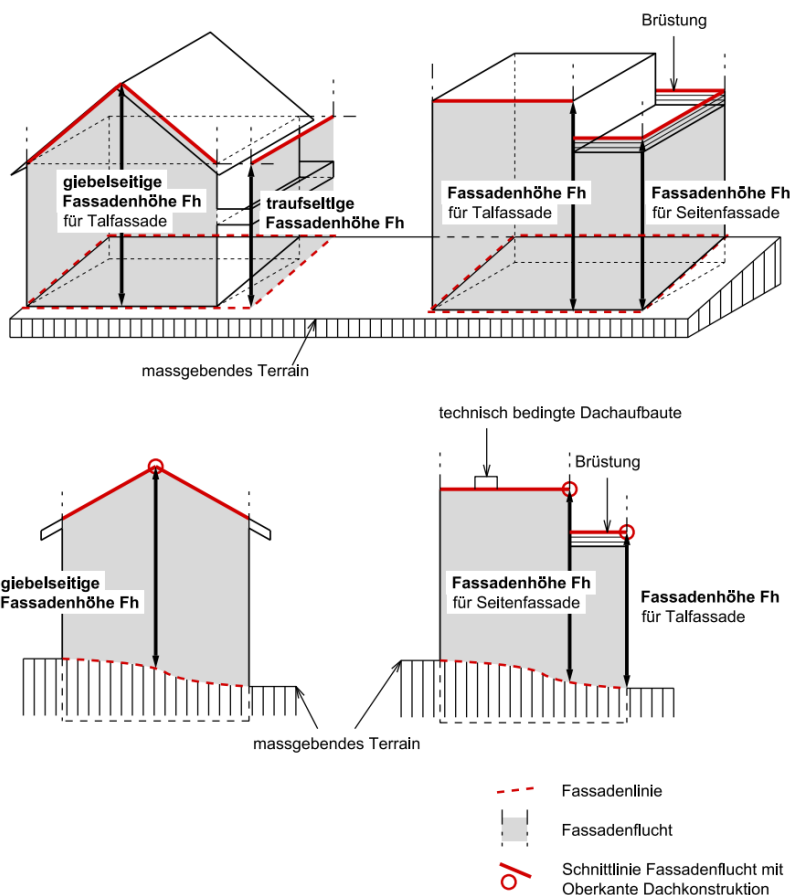 Brüstung
giebelseitige
Fassadenhöhe Fh
für Talfassade
traufseitige
Fassadenhöhe Fh
Fassadenhöhe Fh
für Talfassade
Fassadenhöhe Fh
für Seitenfassade
massgebendes Terrain
technisch bedingte Dachaufbaute
Brüstung
giebelseitige
Fassadenhöhe Fh
Fassadenhöhe Fh
für Seitenfassade
Fassadenhöhe Fh
für Talfassade
massgebendes Terrain
Fassadenlinie
Fassadenflucht
Schnittlinie Fassadenflucht mit
Oberkante Dachkonstruktion